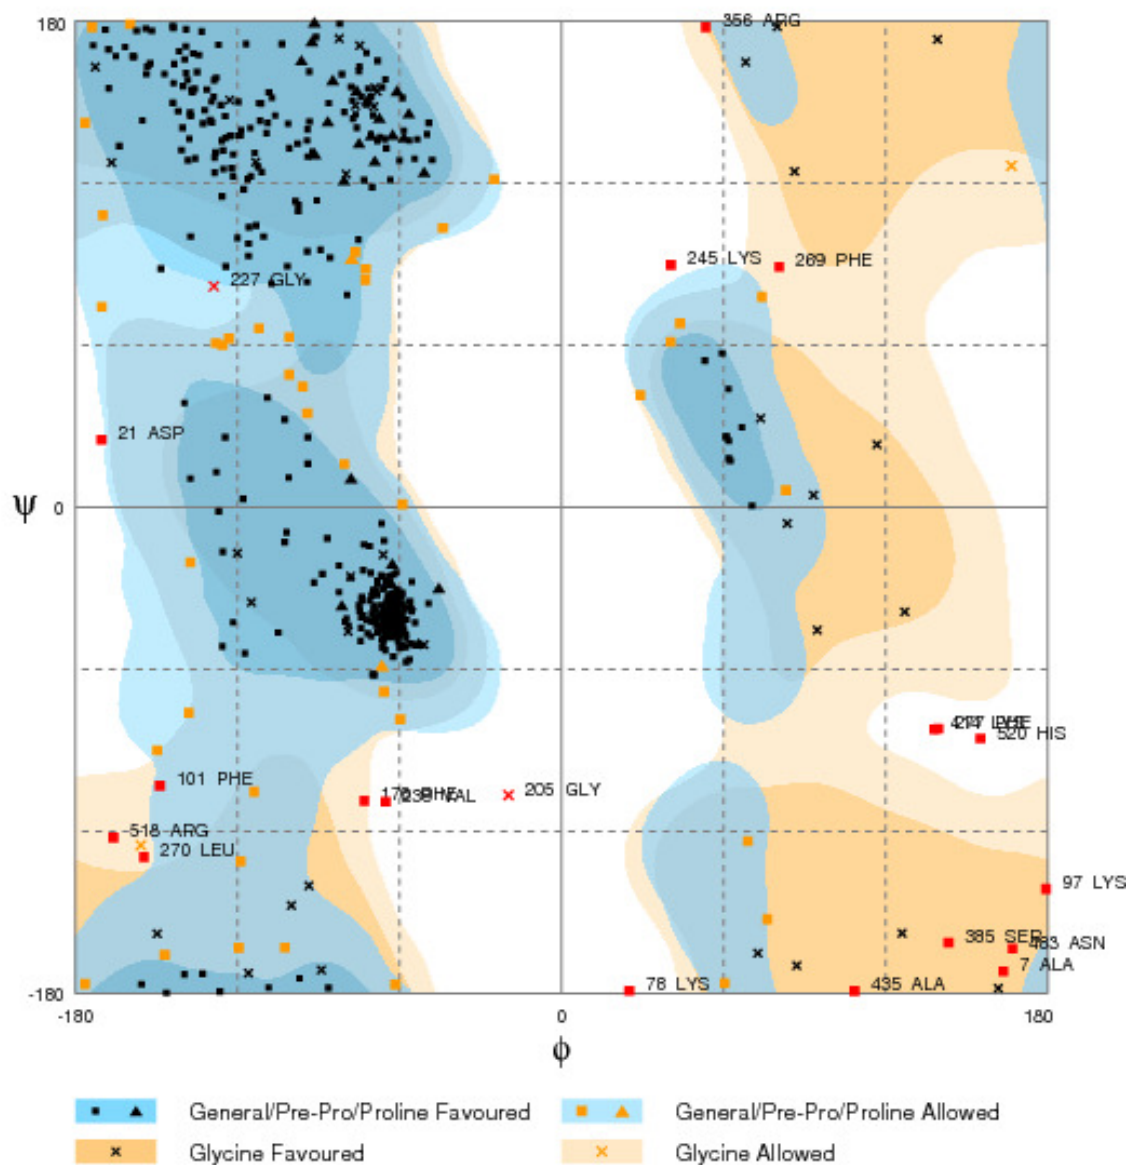 180
356 ARG
245 LYS
269 PHE
227 GLY
21 ASP
ψ
0
520 HIS
101 PHE
205 GLY
518 ARG
270 LEU
97 LYS
385 SER
483 ASN
7 ALA
78 LYS
435 ALA
-180
-180
0
180
ϕ
General/Pre-Pro/Proline Favoured
General/Pre-Pro/Proline Allowed
Glycine Favoured
Glycine Allowed